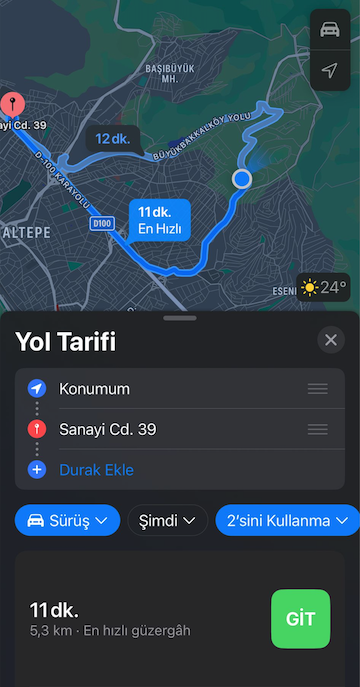 BAŞIBÜYÜK
MH.
ayi Cd. 39
12 dk.
BÜYÜKBAKKALKÖY YOLU
D-100 KARAYOLU
11 dk.
En Hızlı
D100
ALTEPE
ESENİ
24°
Yol Tarifi
Konumum
Sanayi Cd. 39
Durak Ekle
Sürüş
Şimdi
2'sini Kullanma
11 dk.
5,3 km · En hızlı güzergâh
GİT